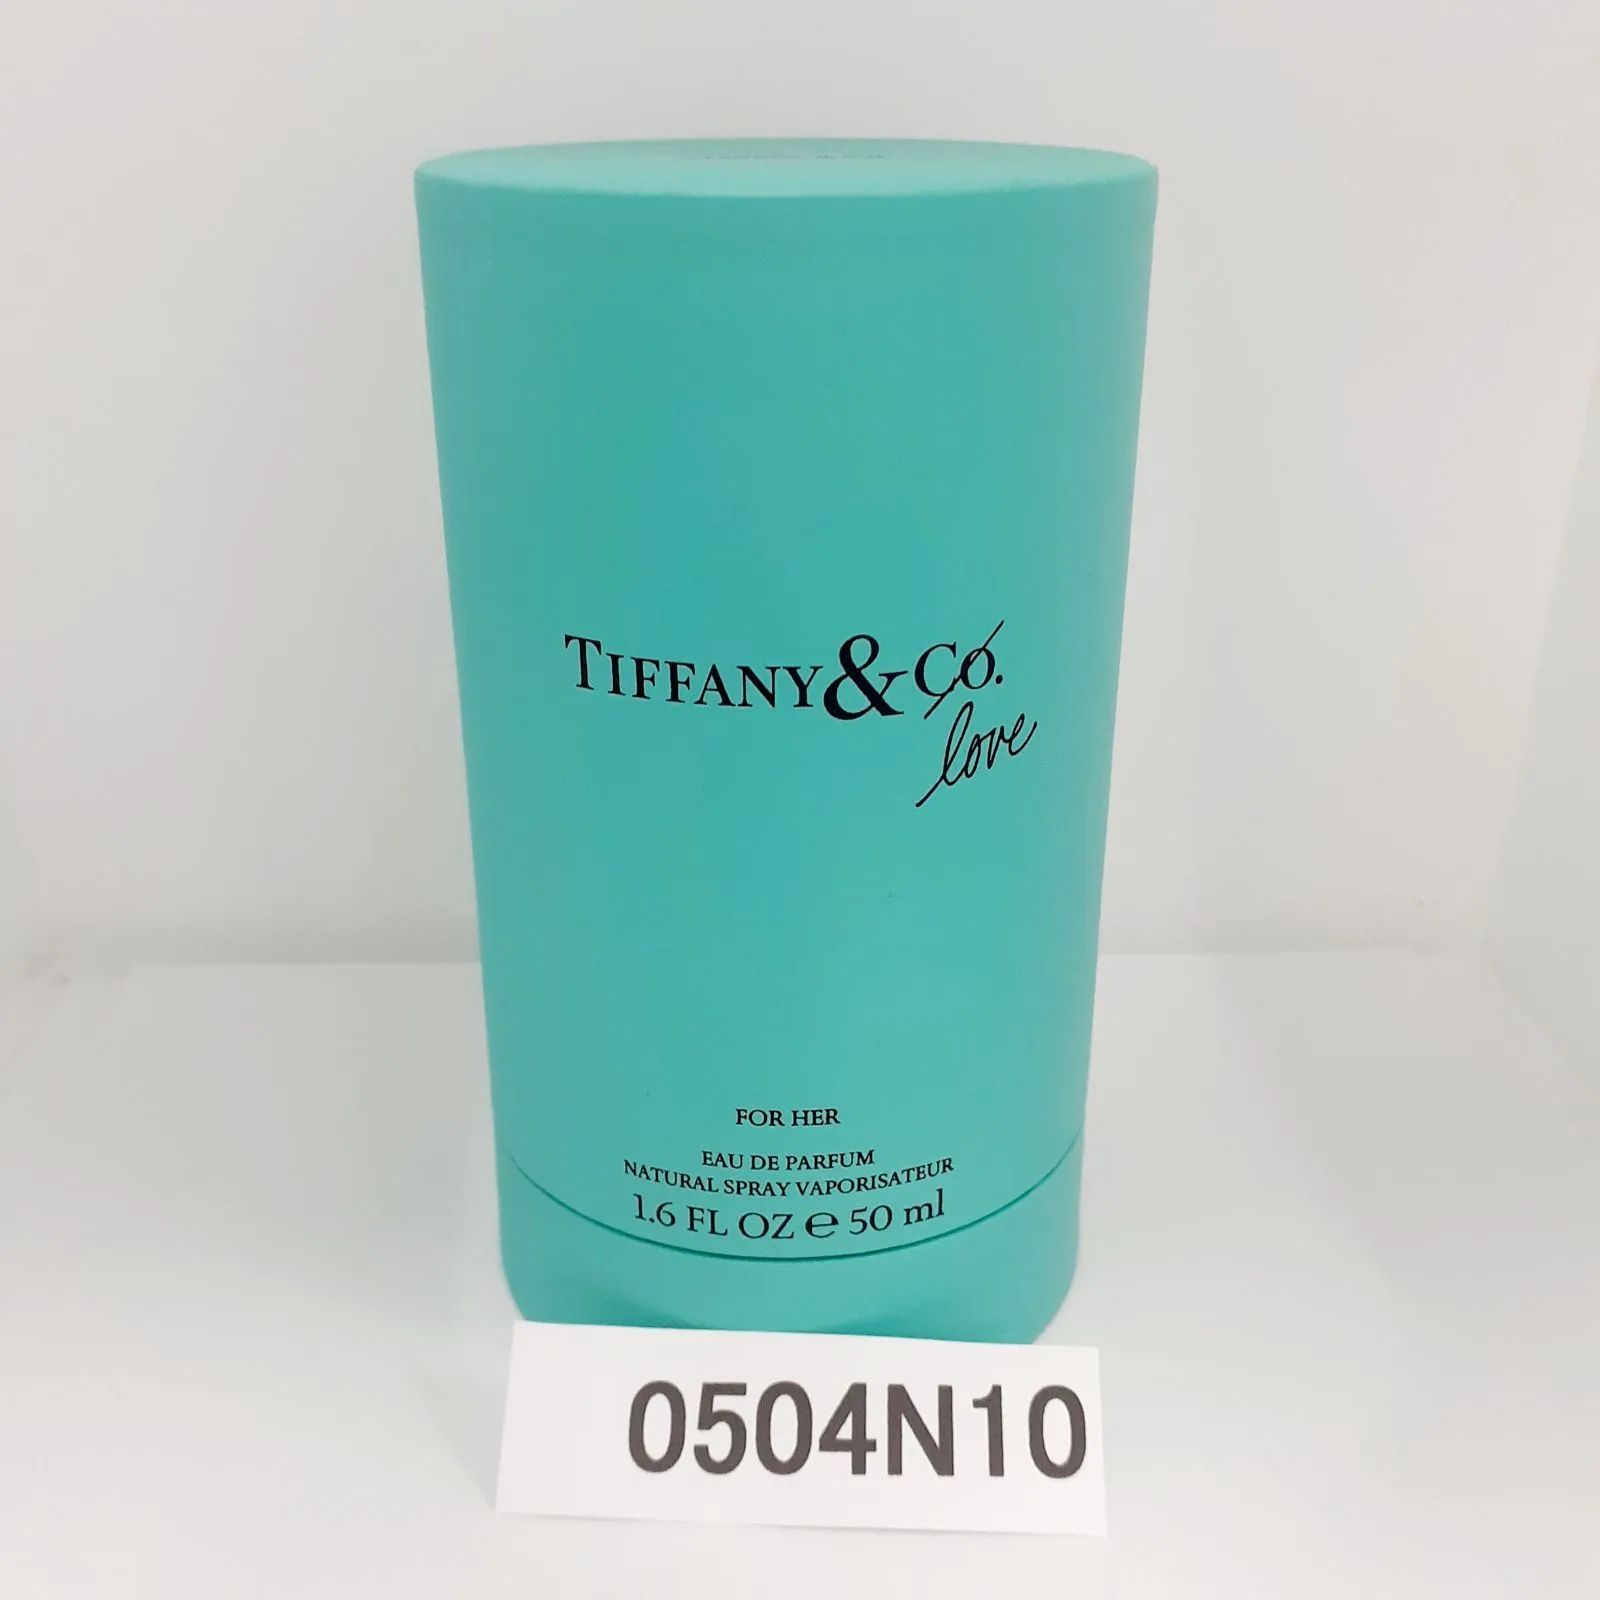 TIFFANY & CO.
love
FOR HER
EAU DE PARFUM
NATURAL SPRAY VAPORISATEUR
1.6 FL OZ ℮ 50 ml
0504N10